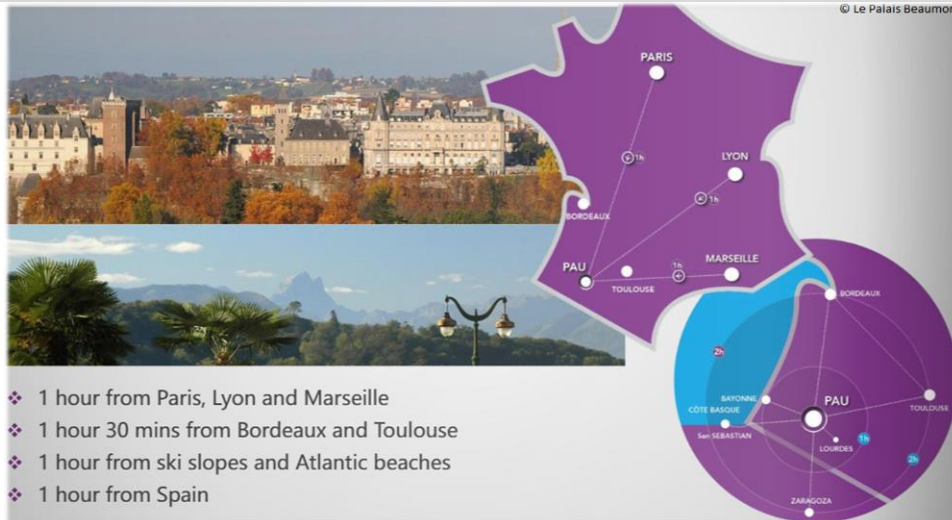 © Le Palais Beaumon
PARIS
1h
LYON
1h
BORDEAUX
PAU
1h
MARSEILLE
TOULOUSE
BORDEAUX
2h
BAYONNE
PAU
TOULOUSE
CÔTE BASQUE
San SEBASTIAN
LOURDES
1h
2h
ZARAGOZA
❖ 1 hour from Paris, Lyon and Marseille
❖ 1 hour 30 mins from Bordeaux and Toulouse
❖ 1 hour from ski slopes and Atlantic beaches
❖ 1 hour from Spain